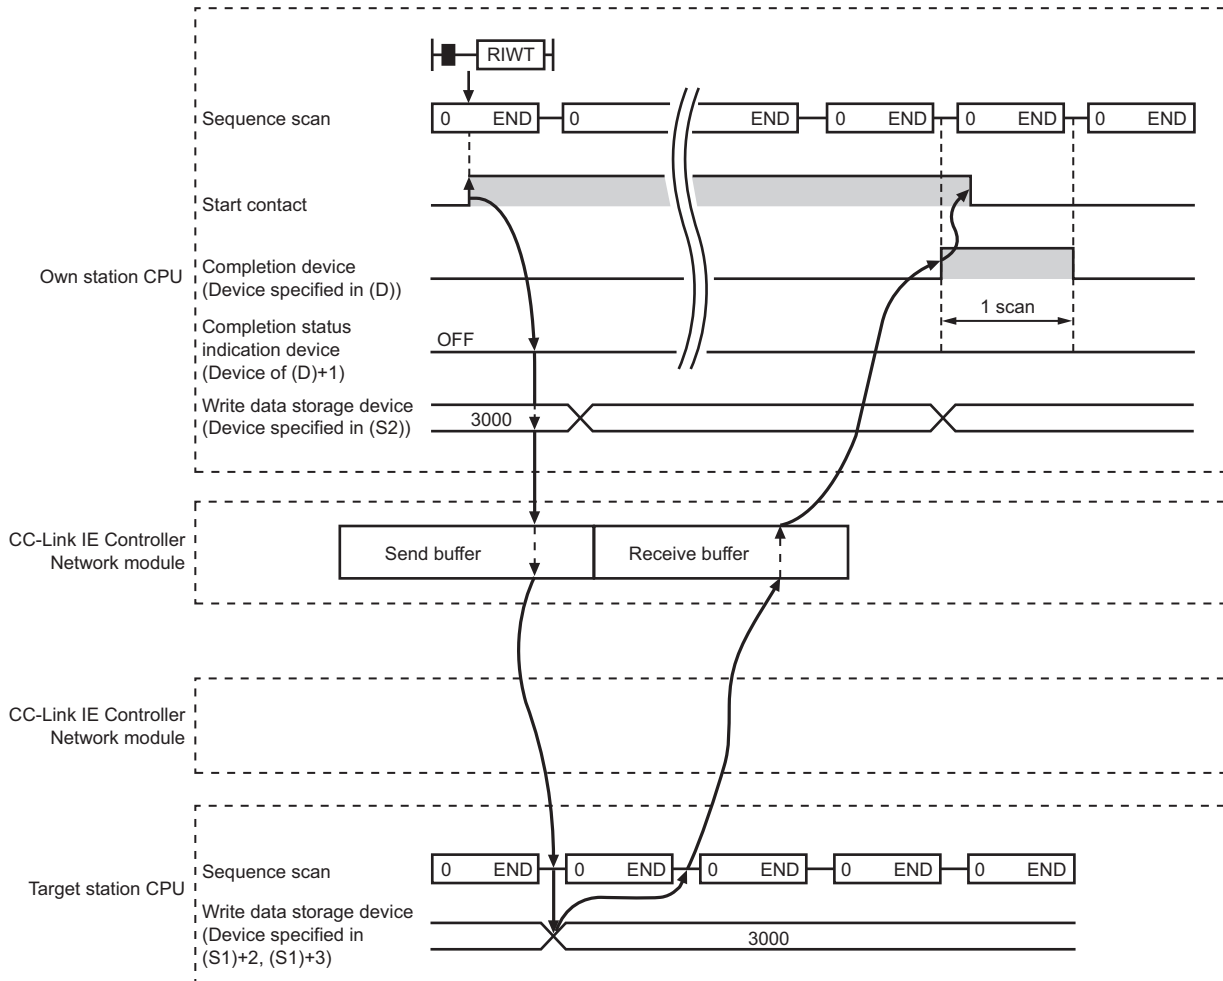 RIWT
Sequence scan
0 END 0 END 0 END 0 END 0 END
Start contact
Own station CPU
Completion device
(Device specified in (D))
1 scan
Completion status
indication device
(Device of (D)+1)
OFF
Write data storage device
(Device specified in (S2))
3000
CC-Link IE Controller
Network module
Send buffer
Receive buffer
CC-Link IE Controller
Network module
Target station CPU
Sequence scan
0 END 0 END 0 END 0 END 0 END
Write data storage device
(Device specified in
(S1)+2, (S1)+3)
3000